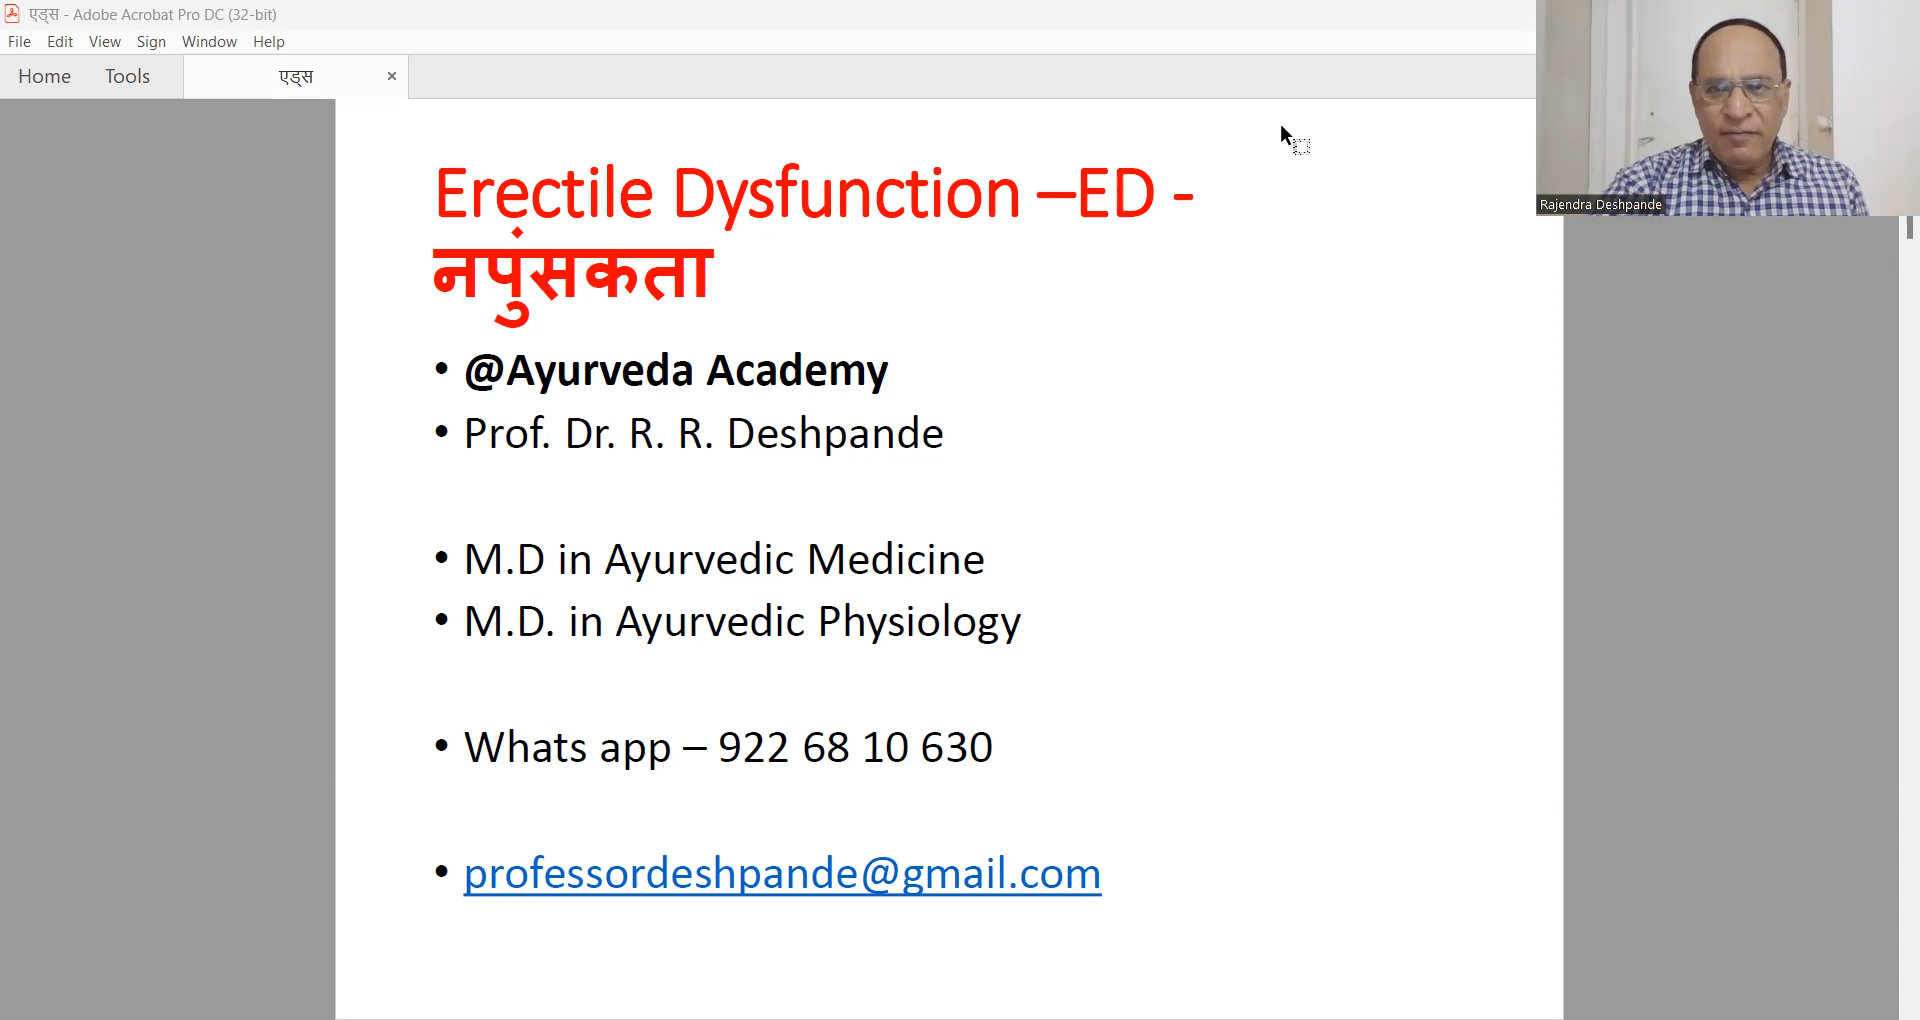 एड्स - Adobe Acrobat Pro DC (32-bit)
File Edit View Sign Window Help
Home Tools एड्स ×
Rajendra Deshpande
Erectile Dysfunction –ED -
नपुंसकता
• @Ayurveda Academy
• Prof. Dr. R. R. Deshpande
• M.D in Ayurvedic Medicine
• M.D. in Ayurvedic Physiology
• Whats app – 922 68 10 630
• professordeshpande@gmail.com